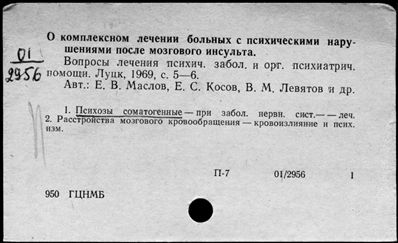 01
2956
О комплексном лечении больных с психическими нару-
шениями после мозгового инсульта.
Вопросы лечения психич. забол. и орг. психиатрич.
помощи. Луцк, 1969, с. 5—6.
Авт.: Е. В. Маслов, Е. С. Косов, В. М. Левятов и др.
1. Психозы соматогенные — при забол. нервн. сист. — — леч.
2. Расстройства мозгового кровообращения — кровоизлияние и псих.
изм.
П-7 01/2956 1
950 ГЦНМБ